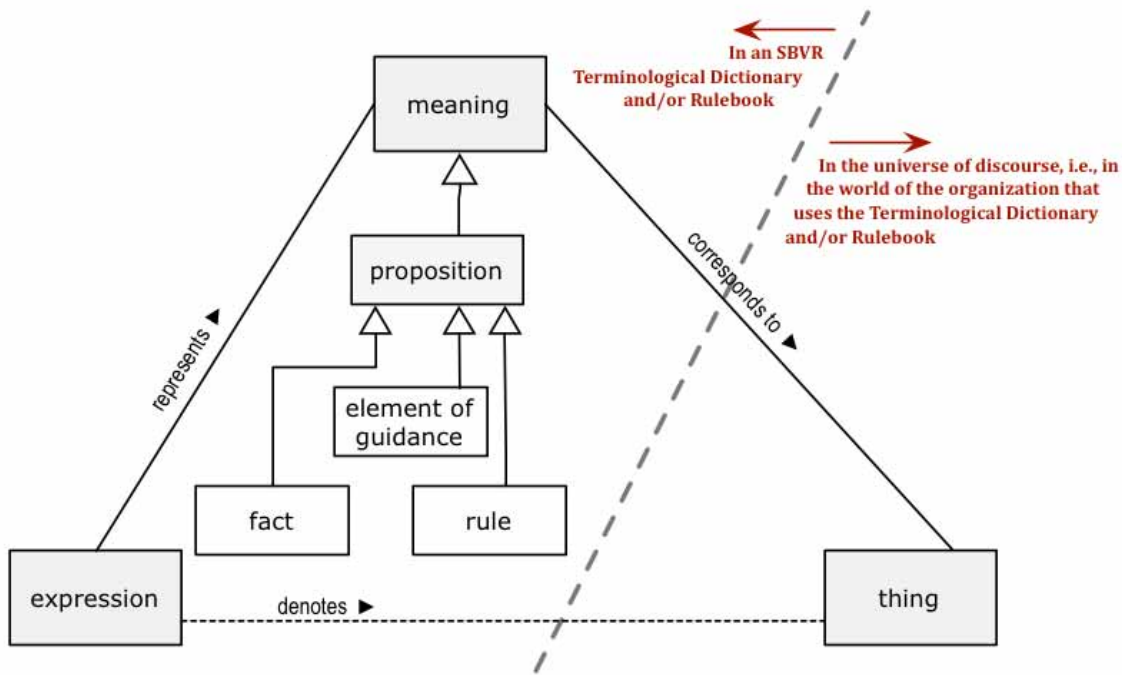 In an SBVR
Terminological Dictionary
and/or Rulebook
meaning
In the universe of discourse, i.e., in
the world of the organization that
uses the Terminological Dictionary
and/or Rulebook
proposition
corresponds to ▶
represents ▶
element of
guidance
fact
rule
expression
denotes ▶
thing